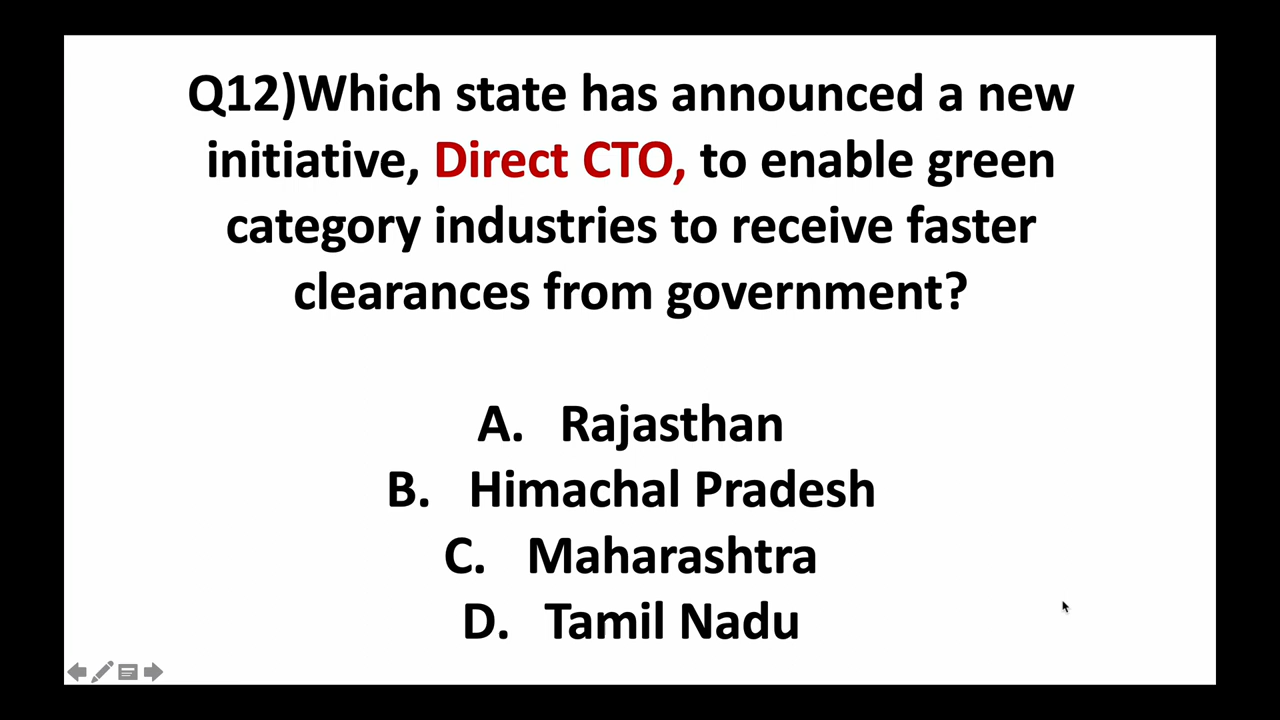 Q12)Which state has announced a new
initiative, Direct CTO, to enable green
category industries to receive faster
clearances from government?
A. Rajasthan
B. Himachal Pradesh
C. Maharashtra
D. Tamil Nadu